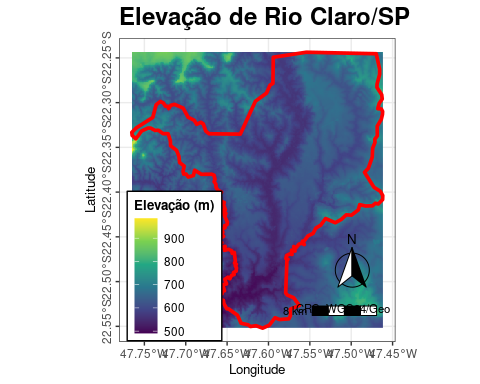 Elevação de Rio Claro/SP
22.25°S
22.30°S
22.35°S
22.40°S
22.45°S
22.50°S
22.55°S
Latitude
Elevação (m)
900
800
700
600
500
N
8 km
47.75°W
47.70°W
47.65°W
47.60°W
47.55°W
47.50°W
47.45°W
Longitude